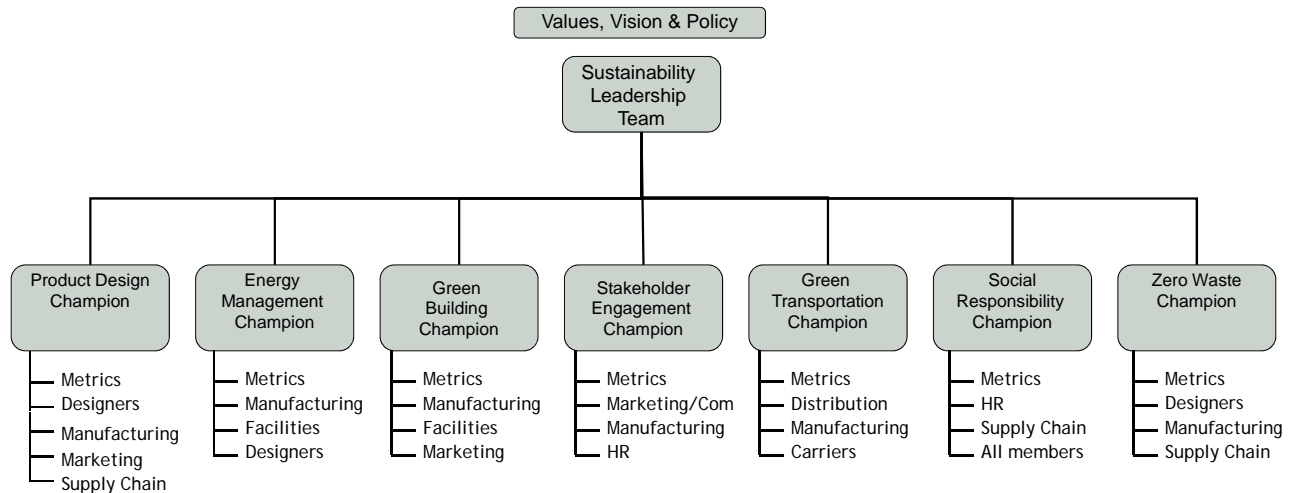 Values, Vision & Policy
Sustainability
Leadership
Team
Product Design
Champion
Metrics
Designers
Manufacturing
Marketing
Supply Chain
Energy
Management
Champion
Metrics
Manufacturing
Facilities
Designers
Green
Building
Champion
Metrics
Manufacturing
Facilities
Marketing
Stakeholder
Engagement
Champion
Metrics
Marketing/Com
Manufacturing
HR
Green
Transportation
Champion
Metrics
Distribution
Manufacturing
Carriers
Social
Responsibility
Champion
Metrics
HR
Supply Chain
All members
Zero Waste
Champion
Metrics
Designers
Manufacturing
Supply Chain